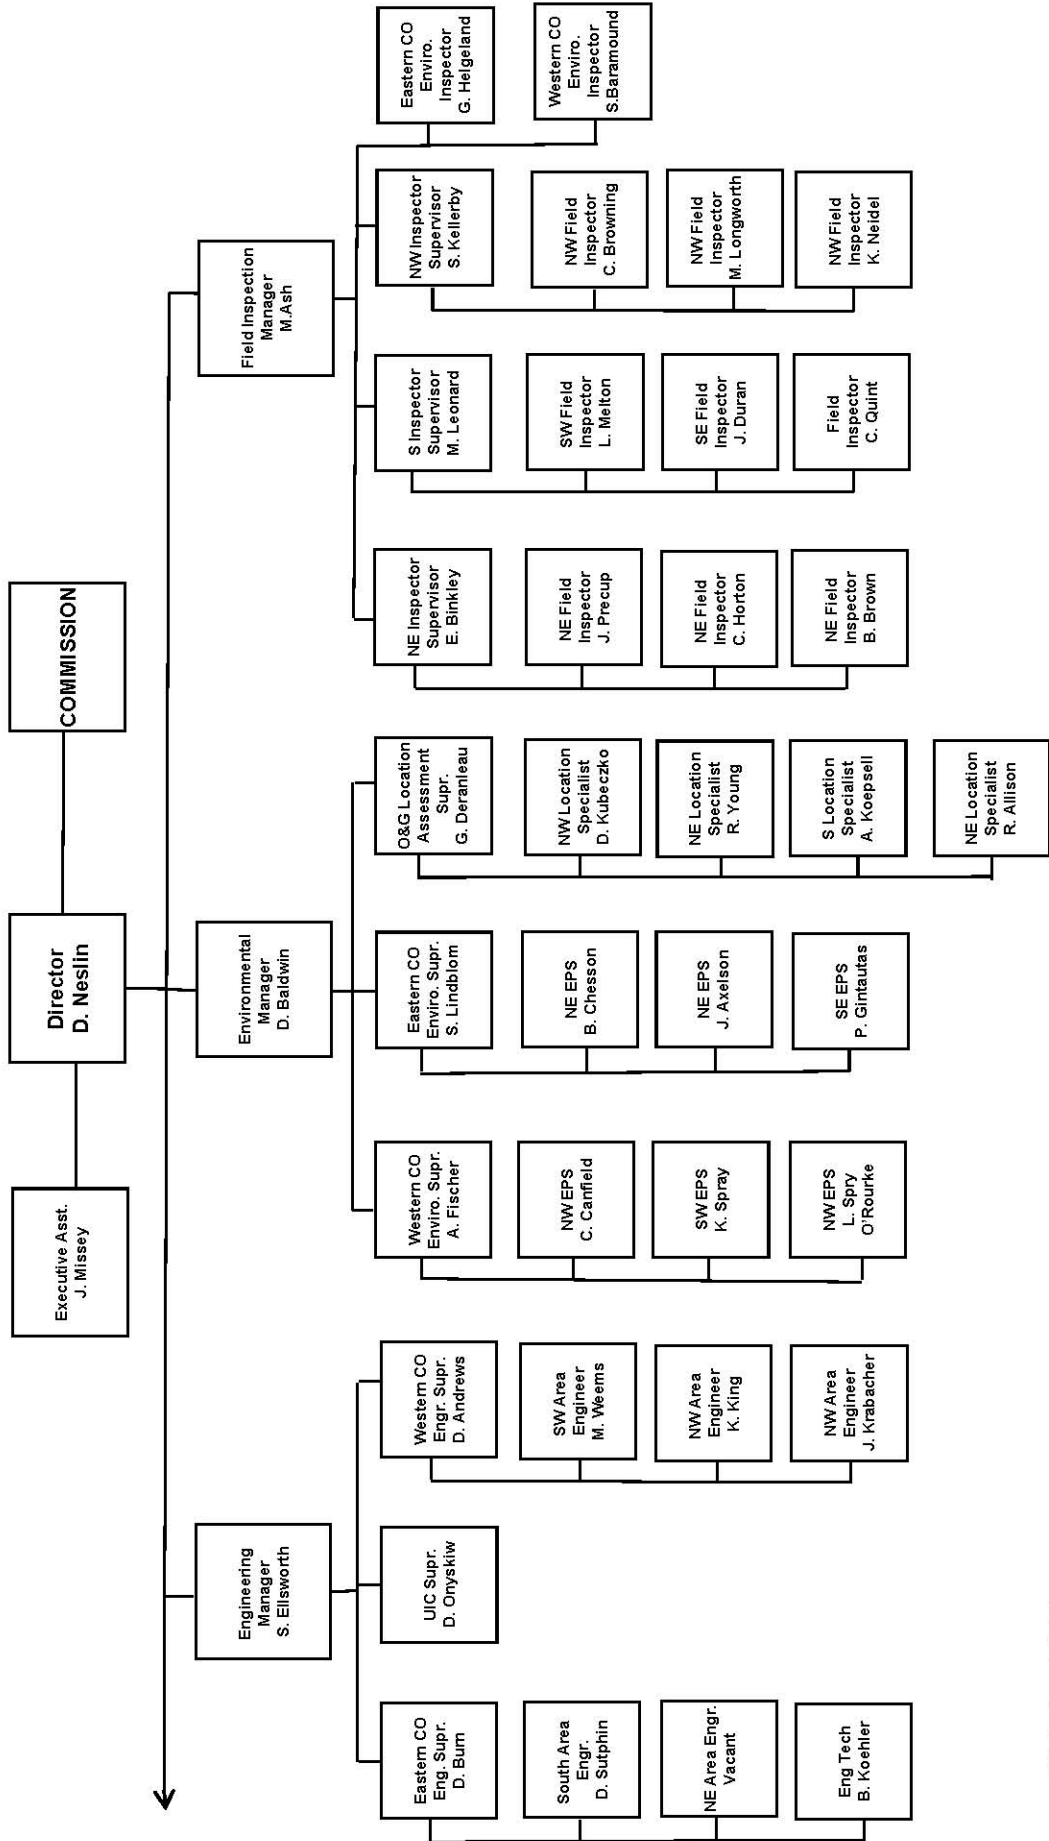 Executive Asst.
J. Missey
Director
D. Neslin
COMMISSION
Engineering
Manager
S. Ellsworth
Environmental
Manager
D. Baldwin
Field Inspection
Manager
M.Ash
Eastern CO
Eng. Supr.
D. Burn
South Area
Engr.
D. Sutphin
NE Area Engr.
Vacant
Eng Tech
B. Koehler
UIC Supr.
D. Onyskiw
Western CO
Engr. Supr.
D. Andrews
SW Area
Engineer
M. Weems
NW Area
Engineer
K. King
NW Area
Engineer
J. Krabacher
Western CO
Enviro. Supr.
A. Fischer
NW EPS
C. Canfield
SW EPS
K. Spray
NW EPS
L. Spry
O'Rourke
Eastern CO
Enviro. Supr.
S. Lindblom
NE EPS
B. Chesson
NE EPS
J. Axelson
SE EPS
P. Gintautas
O&G Location
Assessment
Supr.
G. Deranleau
NW Location
Specialist
D. Kubeczko
NE Location
Specialist
R. Young
S Location
Specialist
A. Koepsell
NE Location
Specialist
R. Allison
NE Inspector
Supervisor
E. Binkley
NE Field
Inspector
J. Precup
NE Field
Inspector
C. Horton
NE Field
Inspector
B. Brown
S Inspector
Supervisor
M. Leonard
SW Field
Inspector
L. Melton
SE Field
Inspector
J. Duran
Field
Inspector
C. Quint
NW Inspector
Supervisor
S. Kellerby
NW Field
Inspector
C. Browning
NW Field
Inspector
M. Longworth
NW Field
Inspector
K. Neidel
Eastern CO
Enviro.
Inspector
G. Helgeland
Western CO
Enviro.
Inspector
S.Baramound